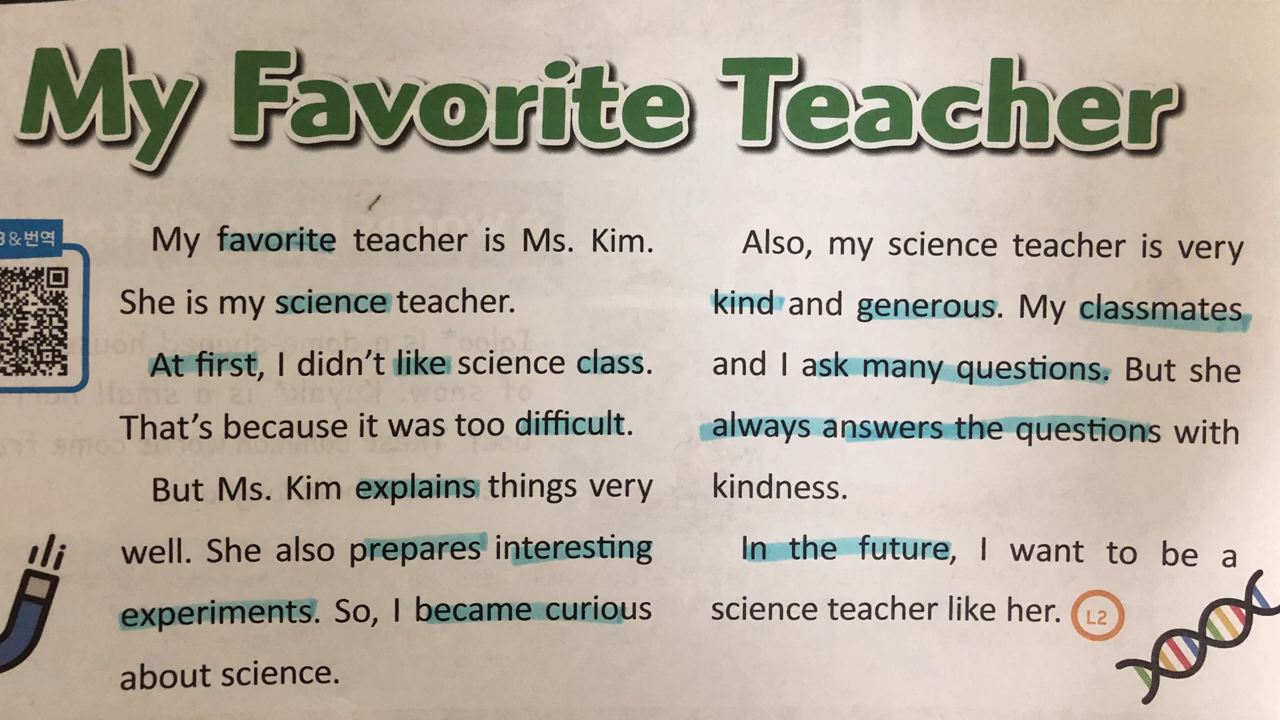 My Favorite Teacher
&번역
My favorite teacher is Ms. Kim.
She is my science teacher.
At first, I didn't like science class.
That's because it was too difficult.
But Ms. Kim explains things very
well. She also prepares interesting
experiments. So, I became curious
about science.
Also, my science teacher is very
kind and generous. My classmates
and I ask many questions. But she
always answers the questions with
kindness.
In the future, I want to be a
science teacher like her.
L2